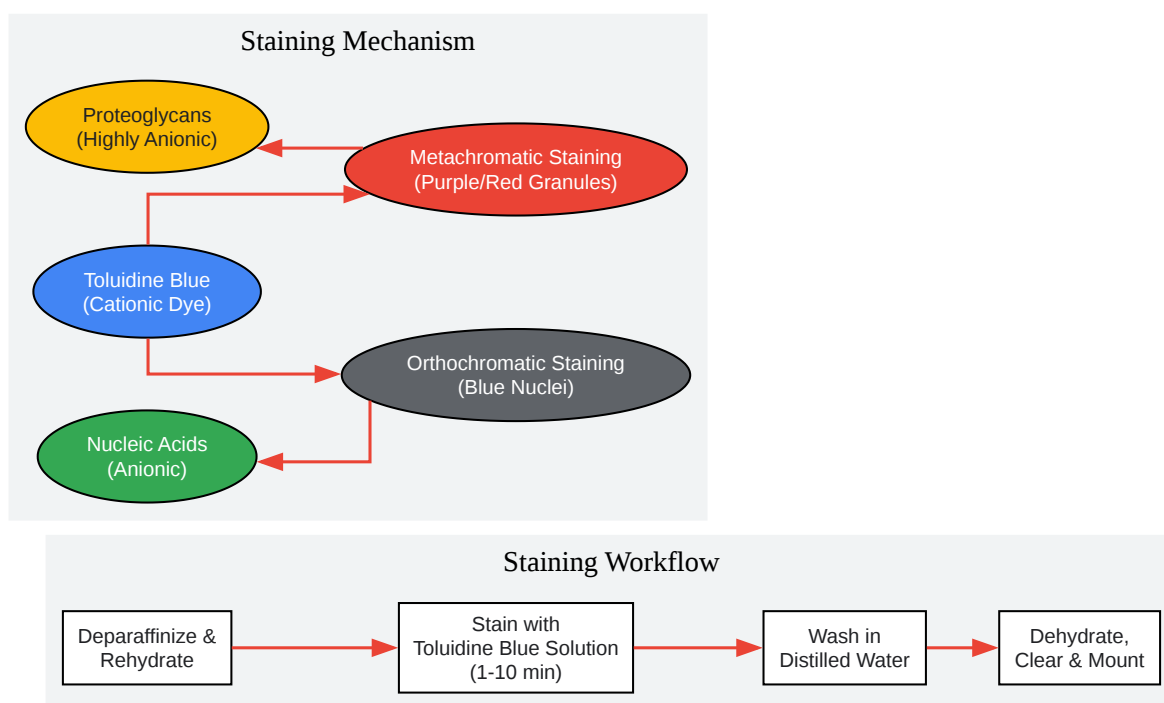 Staining Mechanism
Proteoglycans
(Highly Anionic)
Metachromatic Staining
(Purple/Red Granules)
Toluidine Blue
(Cationic Dye)
Orthochromatic Staining
(Blue Nuclei)
Nucleic Acids
(Anionic)
Staining Workflow
Deparaffinize &
Rehydrate
Stain with
Toluidine Blue Solution
(1-10 min)
Wash in
Distilled Water
Dehydrate,
Clear & Mount